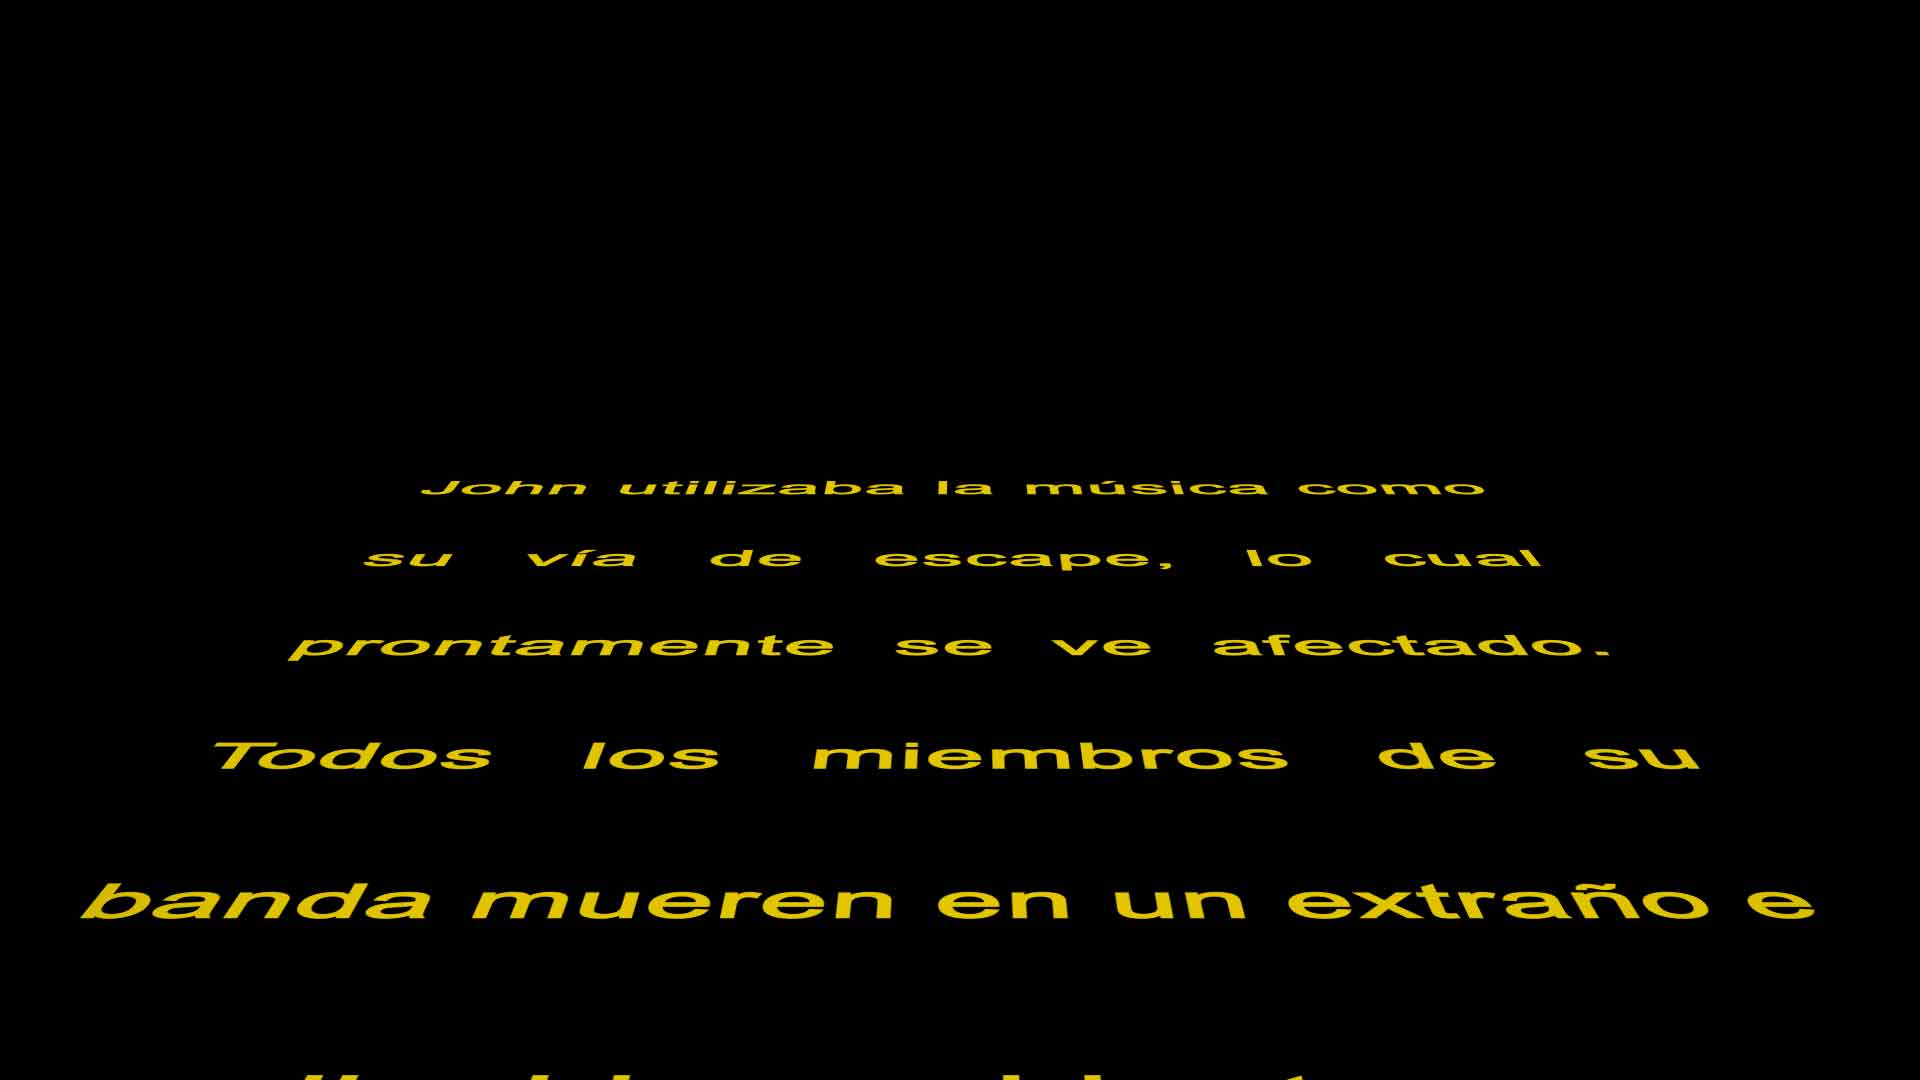 John utilizaba la música como
su vía de escape, lo cual
prontamente se ve afectado.
Todos los miembros de su
banda mueren en un extraño e